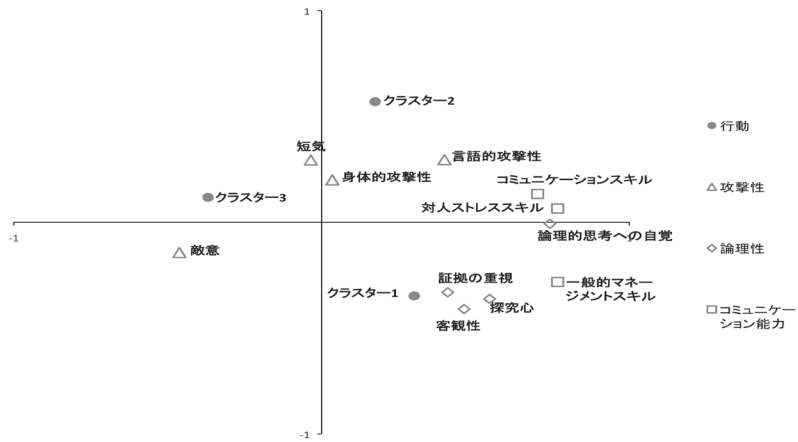 1
クラスター2
行動
短気
言語的攻撃性
身体的攻撃性
コミュニケーションスキル
攻撃性
クラスター3
対人ストレススキル
-1
論理的思考への自覚
敵意
論理性
証拠の重視
一般的マネー
ジメントスキル
クラスター1
探究心
客観性
コミュニケー
ション能力
-1